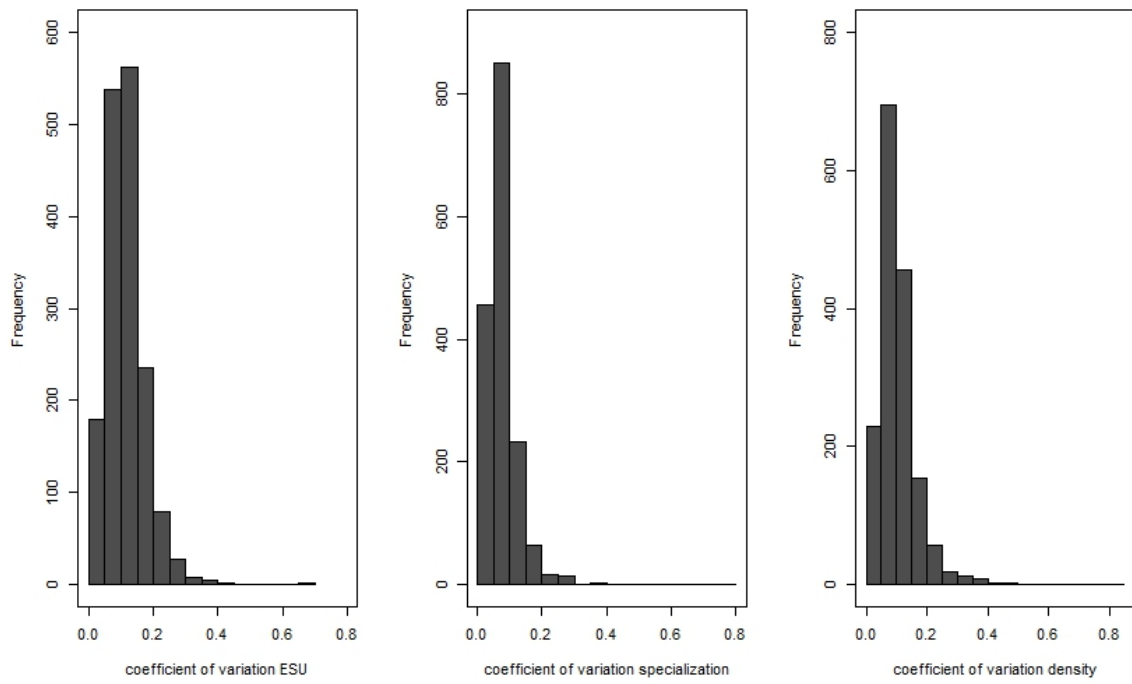 Frequency
0 100 200 300 400 500 600
0.0 0.2 0.4 0.6 0.8
coefficient of variation ESU
Frequency
0 200 400 600 800
0.0 0.2 0.4 0.6 0.8
coefficient of variation specialization
Frequency
0 200 400 600 800
0.0 0.2 0.4 0.6 0.8
coefficient of variation density